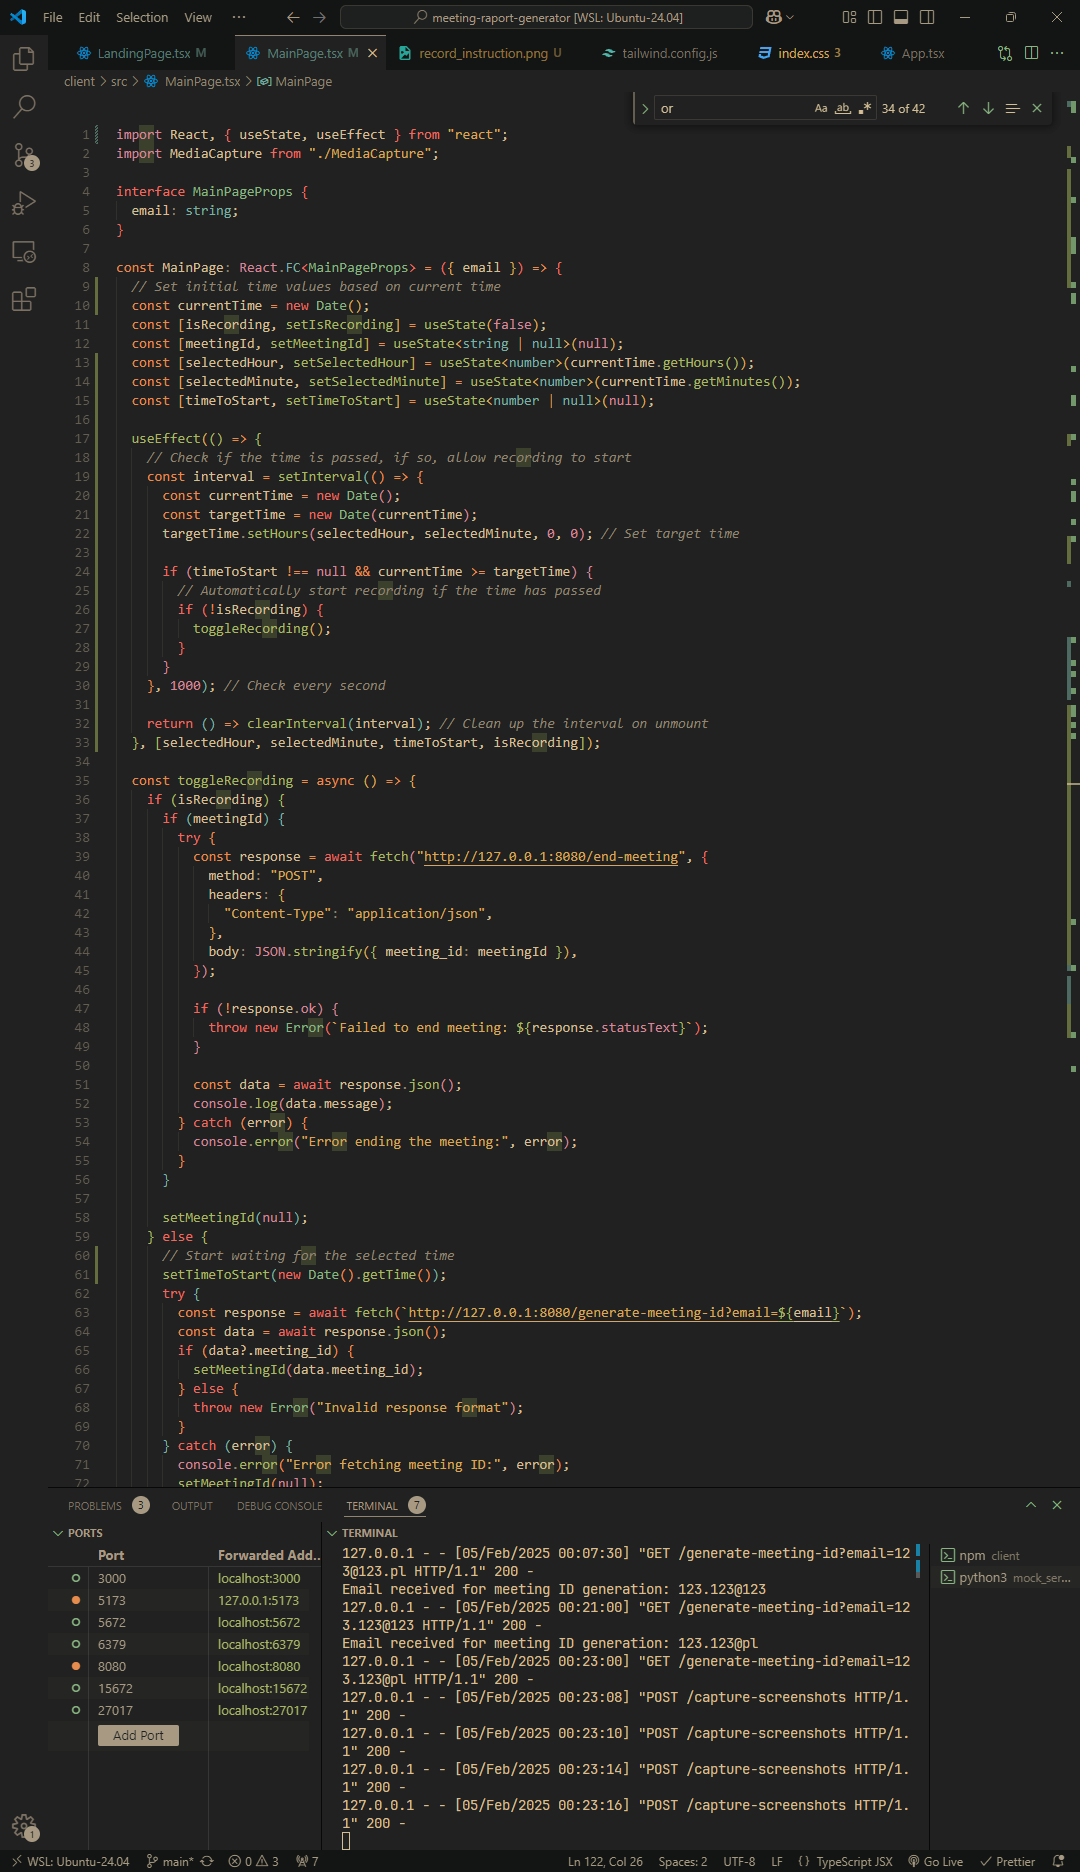 File Edit Selection View ··· meeting-raport-generator [WSL: Ubuntu-24.04]
LandingPage.tsx M MainPage.tsx M record_instruction.png U tailwind.config.js index.css 3 App.tsx
client > src > MainPage.tsx > MainPage
or Aa ab 34 of 42
1 import React, { useState, useEffect } from "react";
2 import MediaCapture from "./MediaCapture";
3
4 interface MainPageProps {
5 email: string;
6 }
7
8 const MainPage: React.FC<MainPageProps> = ({ email }) => {
9 // Set initial time values based on current time
10 const currentTime = new Date();
11 const [isRecording, setIsRecording] = useState(false);
12 const [meetingId, setMeetingId] = useState<string | null>(null);
13 const [selectedHour, setSelectedHour] = useState<number>(currentTime.getHours());
14 const [selectedMinute, setSelectedMinute] = useState<number>(currentTime.getMinutes());
15 const [timeToStart, setTimeToStart] = useState<number | null>(null);
16
17 useEffect(() => {
18 // Check if the time is passed, if so, allow recording to start
19 const interval = setInterval(() => {
20 const currentTime = new Date();
21 const targetTime = new Date(currentTime);
22 targetTime.setHours(selectedHour, selectedMinute, 0, 0); // Set target time
23
24 if (timeToStart !== null && currentTime >= targetTime) {
25 // Automatically start recording if the time has passed
26 if (!isRecording) {
27 toggleRecording();
28 }
29 }
30 }, 1000); // Check every second
31
32 return () => clearInterval(interval); // Clean up the interval on unmount
33 }, [selectedHour, selectedMinute, timeToStart, isRecording]);
34
35 const toggleRecording = async () => {
36 if (isRecording) {
37 if (meetingId) {
38 try {
39 const response = await fetch("http://127.0.0.1:8080/end-meeting", {
40 method: "POST",
41 headers: {
42 "Content-Type": "application/json",
43 },
44 body: JSON.stringify({ meeting_id: meetingId }),
45 });
46
47 if (!response.ok) {
48 throw new Error(`Failed to end meeting: ${response.statusText}`);
49 }
50
51 const data = await response.json();
52 console.log(data.message);
53 } catch (error) {
54 console.error("Error ending the meeting:", error);
55 }
56 }
57
58 setMeetingId(null);
59 } else {
60 // Start waiting for the selected time
61 setTimeToStart(new Date().getTime());
62 try {
63 const response = await fetch(`http://127.0.0.1:8080/generate-meeting-id?email=${email}`);
64 const data = await response.json();
65 if (data?.meeting_id) {
66 setMeetingId(data.meeting_id);
67 } else {
68 throw new Error("Invalid response format");
69 }
70 } catch (error) {
71 console.error("Error fetching meeting ID:", error);
72 setMeetingId(null);
PROBLEMS 3 OUTPUT DEBUG CONSOLE TERMINAL 7
PORTS
Port Forwarded Add...
3000 localhost:3000
5173 127.0.0.1:5173
5672 localhost:5672
6379 localhost:6379
8080 localhost:8080
15672 localhost:15672
27017 localhost:27017
Add Port
TERMINAL
127.0.0.1 - - [05/Feb/2025 00:07:30] "GET /generate-meeting-id?email=12
3@123.pl HTTP/1.1" 200 -
Email received for meeting ID generation: 123.123@123
127.0.0.1 - - [05/Feb/2025 00:21:00] "GET /generate-meeting-id?email=12
3.123@123 HTTP/1.1" 200 -
Email received for meeting ID generation: 123.123@pl
127.0.0.1 - - [05/Feb/2025 00:23:00] "GET /generate-meeting-id?email=12
3.123@pl HTTP/1.1" 200 -
127.0.0.1 - - [05/Feb/2025 00:23:08] "POST /capture-screenshots HTTP/1.
1" 200 -
127.0.0.1 - - [05/Feb/2025 00:23:10] "POST /capture-screenshots HTTP/1.
1" 200 -
127.0.0.1 - - [05/Feb/2025 00:23:14] "POST /capture-screenshots HTTP/1.
1" 200 -
127.0.0.1 - - [05/Feb/2025 00:23:16] "POST /capture-screenshots HTTP/1.
1" 200 -
npm client
python3 mock_ser...
3
1
WSL: Ubuntu-24.04 main* 0 3 7 Ln 122, Col 26 Spaces: 2 UTF-8 LF { } TypeScript JSX Go Live Prettier